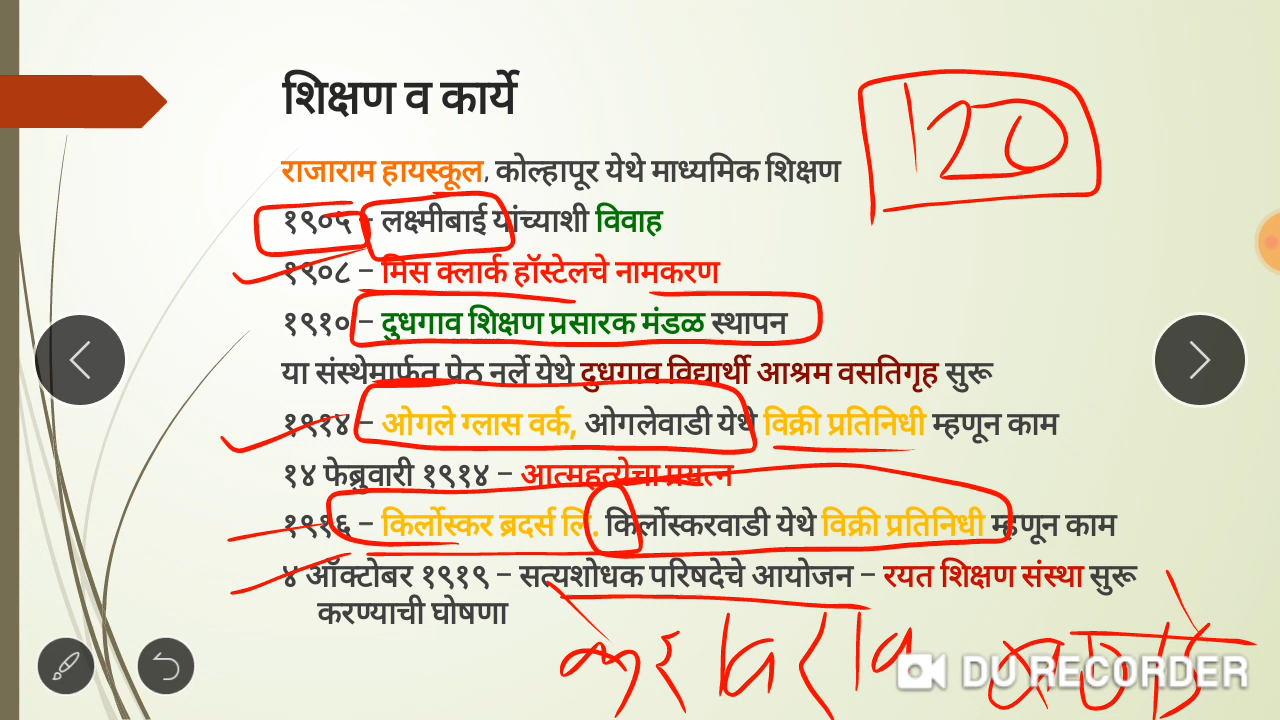 शिक्षण व कार्ये
120
राजाराम हायस्कूल, कोल्हापूर येथे माध्यमिक शिक्षण
१९०५ – लक्ष्मीबाई यांच्याशी विवाह
१९०८ – मिस क्लार्क हॉस्टेलचे नामकरण
१९१० – दुधगाव शिक्षण प्रसारक मंडळ स्थापन
या संस्थेमार्फत पेठ नर्ले येथे दुधगाव विद्यार्थी आश्रम वसतिगृह सुरू
१९१४ – ओगले ग्लास वर्क, ओगलेवाडी येथे विक्री प्रतिनिधी म्हणून काम
१४ फेब्रुवारी १९१४ – आत्महत्येचा प्रयत्न
१९१६ – किर्लोस्कर ब्रदर्स लि. किर्लोस्करवाडी येथे विक्री प्रतिनिधी म्हणून काम
४ ऑक्टोबर १९१९ – सत्यशोधक परिषदेचे आयोजन – रयत शिक्षण संस्था सुरू
करण्याची घोषणा
DU RECORDER